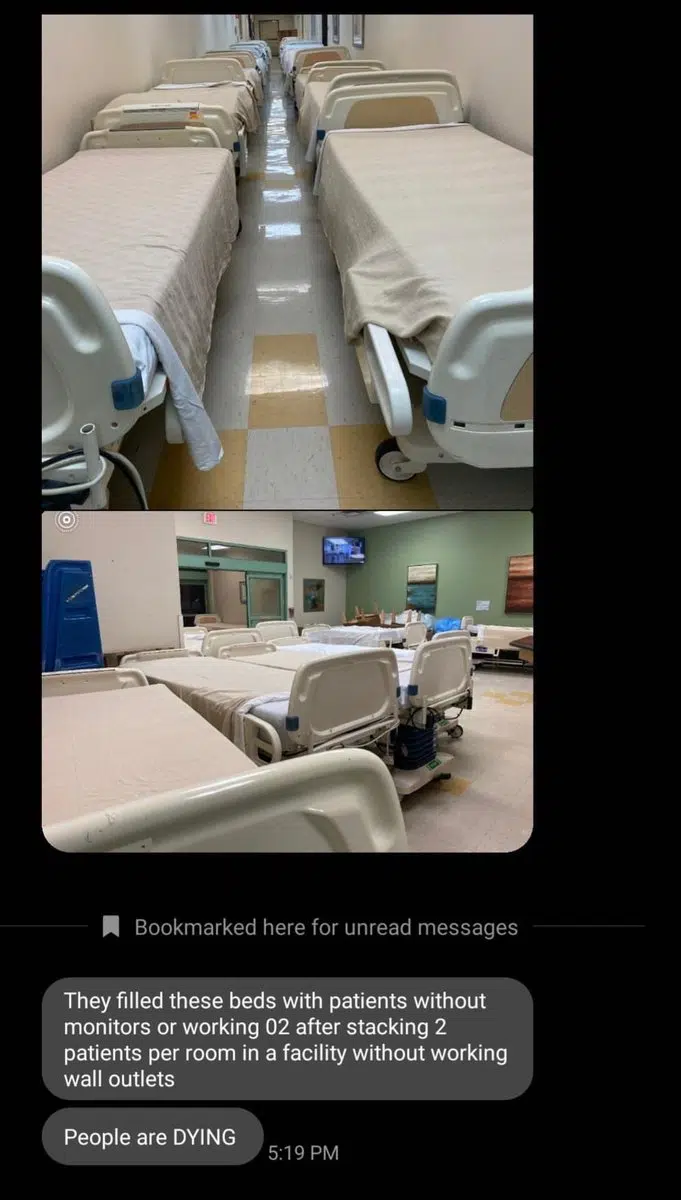 EXIT
Bookmarked here for unread messages
They filled these beds with patients without
monitors or working 02 after stacking 2
patients per room in a facility without working
wall outlets
People are DYING
5:19 PM